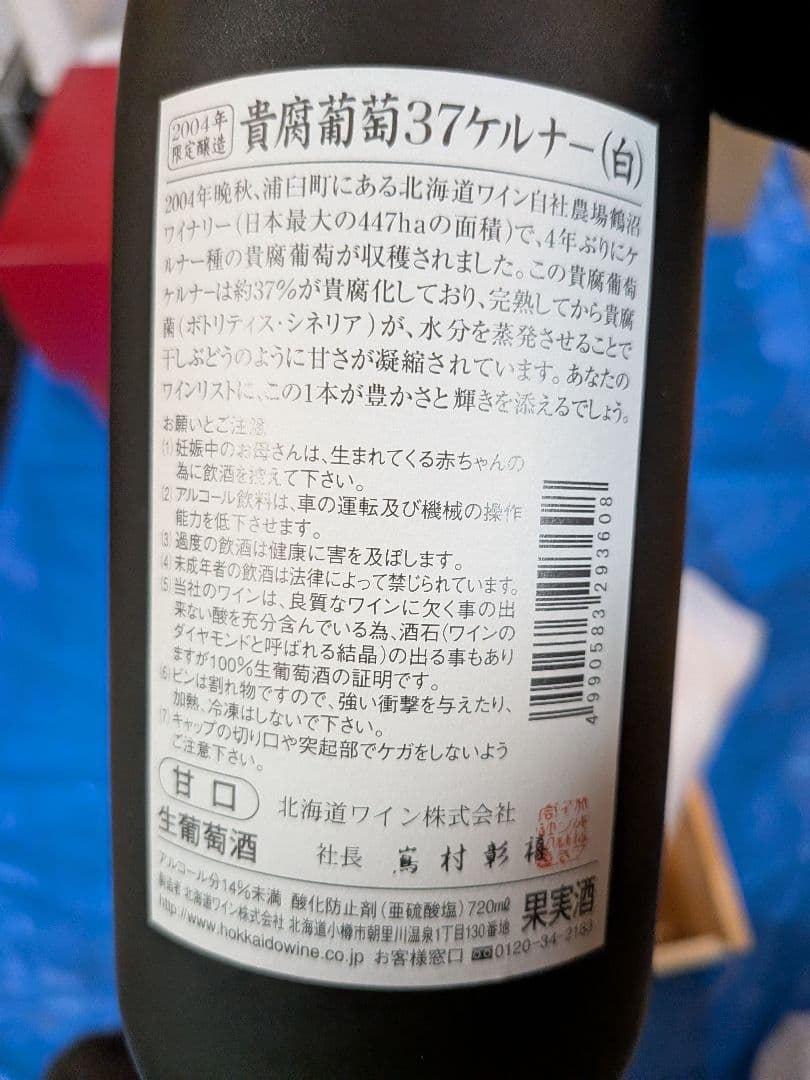 2004年
限定醸造
貴腐葡萄37ケルナー(白)
2004年晩秋、浦臼町にある北海道ワイン自社農場鶴沼
ワイナリー(日本最大の447haの面積)で、4年ぶりにケ
ルナー種の貴腐葡萄が収穫されました。この貴腐葡萄
ケルナーは約37%が貴腐化しており、完熟してから貴腐
菌(ボトリティス・シネリア)が、水分を蒸発させることで
干しぶどうのように甘さが凝縮されています。あなたの
ワインリストに、この1本が豊かさと輝きを添えるでしょう。
お願いとご注意
(1)妊娠中のお母さんは、生まれてくる赤ちゃんの
為に飲酒を控えて下さい。
(2)アルコール飲料は、車の運転及び機械の操作
能力を低下させます。
(3)過度の飲酒は健康に害を及ぼします。
(4)未成年者の飲酒は法律によって禁じられています。
(5)当社のワインは、良質なワインに欠く事の出
来ない酸を充分含んでいる為、酒石(ワインの
ダイヤモンドと呼ばれる結晶)の出る事もあり
ますが100%生葡萄酒の証明です。
(6)ビンは割れ物ですので、強い衝撃を与えたり、
加熱、冷凍はしないで下さい。
(7)キャップの切り口や突起部でケガをしないよう
ご注意下さい。
4990583293608
甘口
生葡萄酒
北海道ワイン株式会社
社長 嶌村彰禧
アルコール分14%未満 酸化防止剤(亜硫酸塩)720mℓ
製造者 北海道ワイン株式会社 北海道小樽市朝里川温泉1丁目130番地
http://www.hokkaidowine.co.jp お客様窓口 0120-34-2183
果実酒